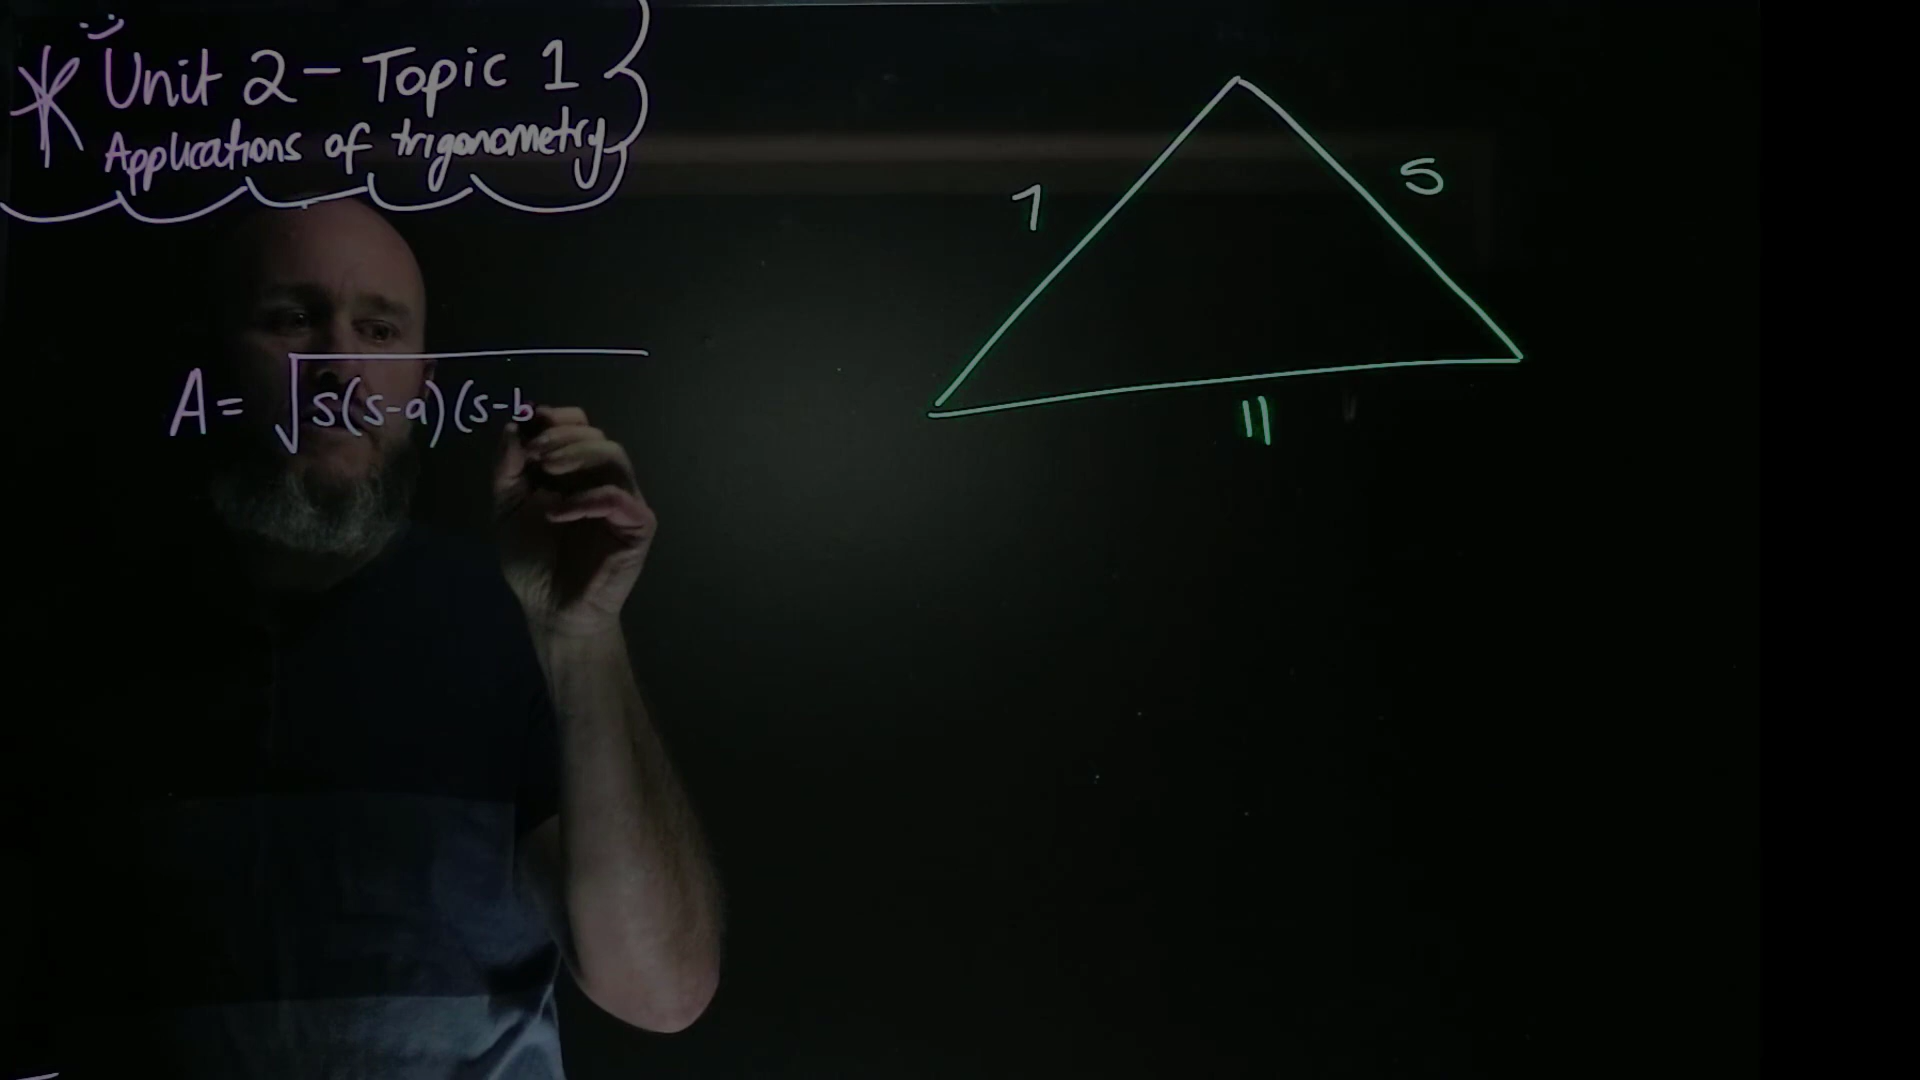 Unit 2 - Topic 1
Applications of trigonometry
7
5
A = √s(s-a)(s-b
11